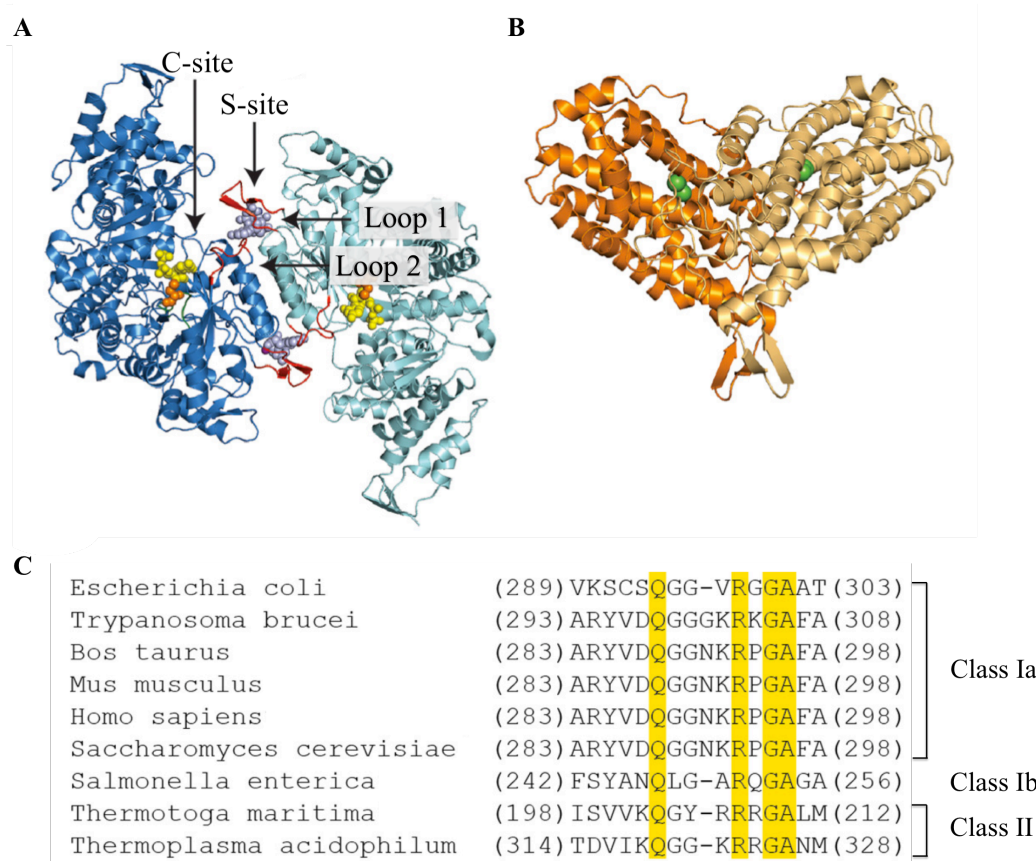 A
B
C-site
S-site
Loop 1
Loop 2
C
Escherichia coli (289)VKSCSQGG-VRGGAAT(303)
Trypanosoma brucei (293)ARYVDQGGGKRKGAFA(308)
Bos taurus (283)ARYVDQGGNKRPGAFA(298)
Mus musculus (283)ARYVDQGGNKRPGAFA(298)
Homo sapiens (283)ARYVDQGGNKRPGAFA(298)
Saccharomyces cerevisiae (283)ARYVDQGGNKRPGAFA(298)
Salmonella enterica (242)FSYANQLG-ARQGAGA(256)
Thermotoga maritima (198)ISVVKQGY-RRRGALM(212)
Thermoplasma acidophilum (314)TDVIKQGG-KRRGANM(328)
Class Ia
Class Ib
Class II